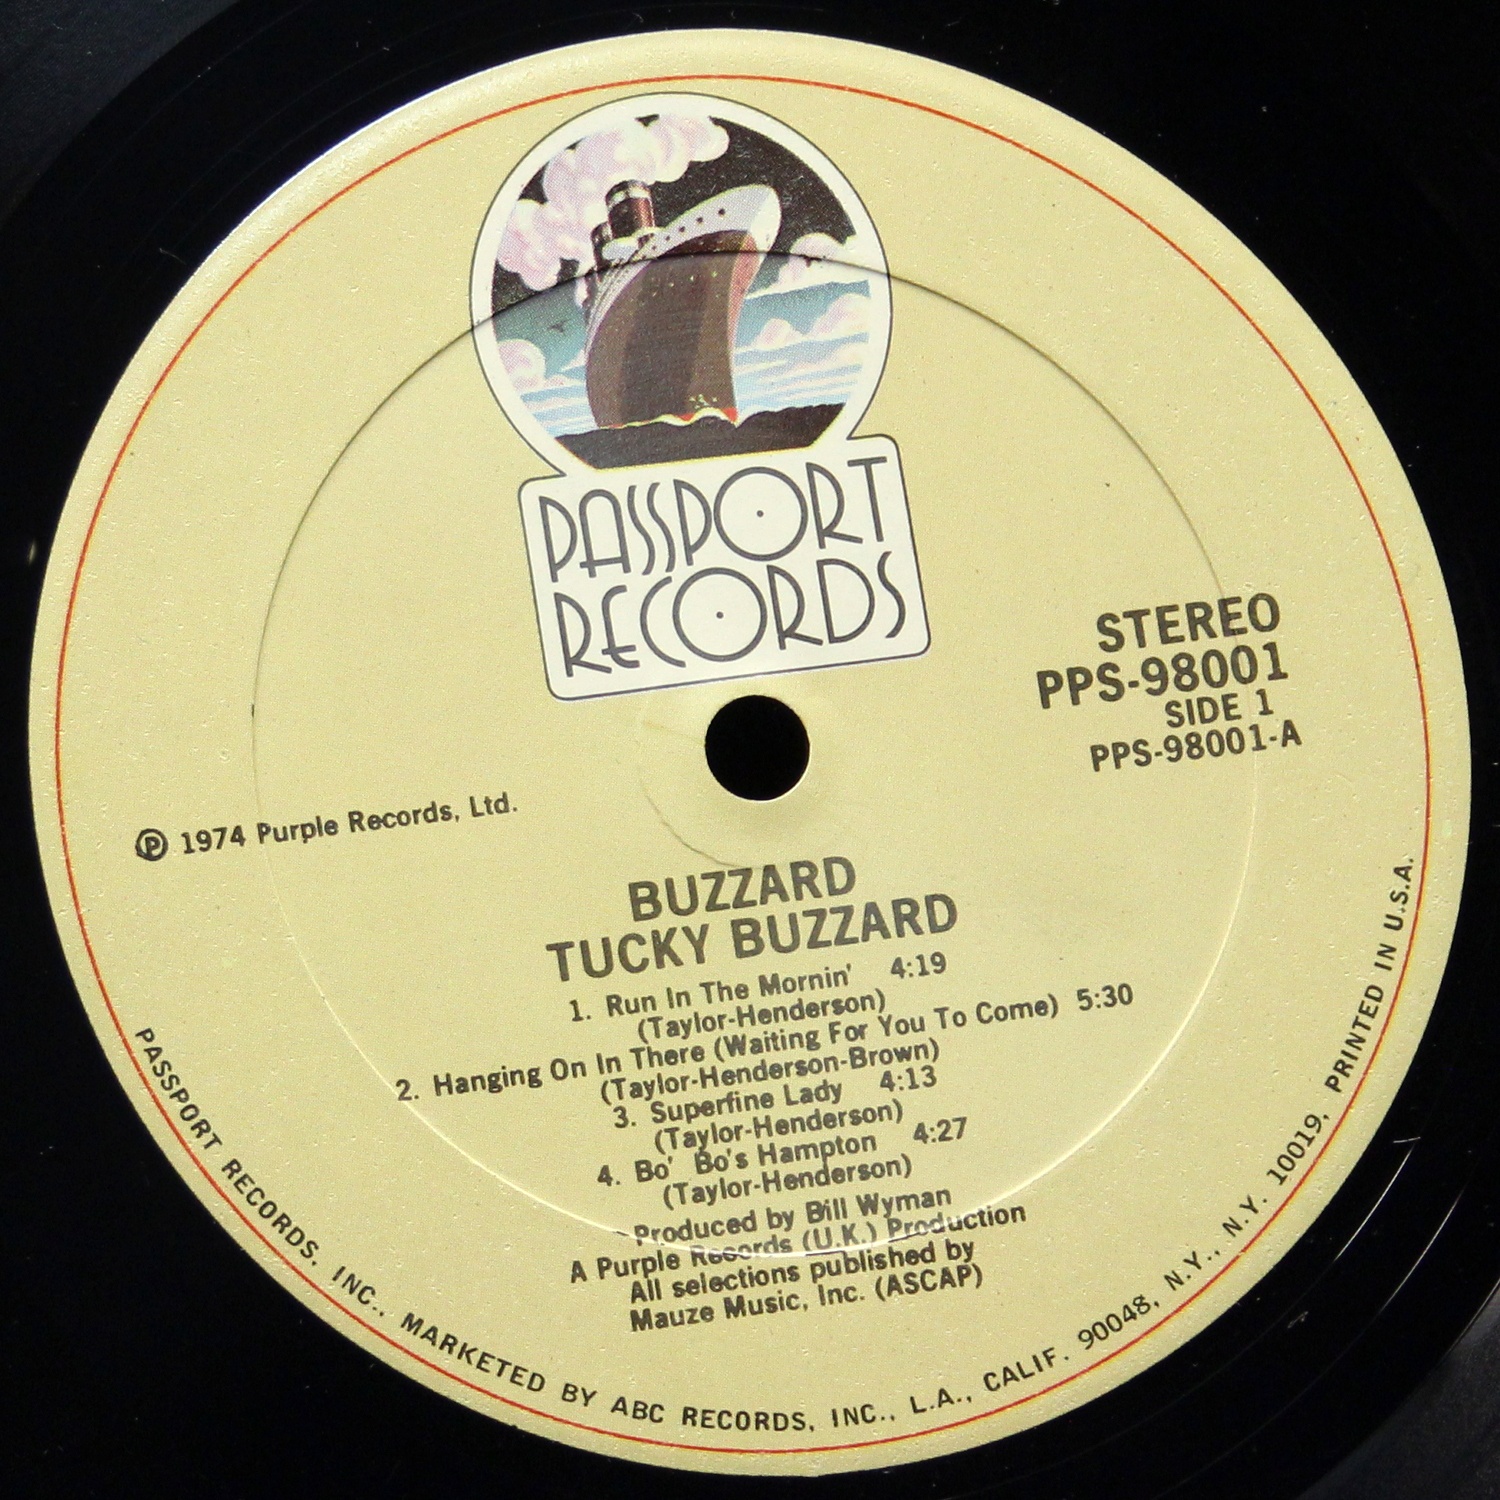 PASSPORT
RECORDS
STEREO
PPS-98001
SIDE 1
PPS-98001-A
Ⓟ 1974 Purple Records, Ltd.
BUZZARD
TUCKY BUZZARD
1. Run In The Mornin' 4:19
(Taylor-Henderson)
2. Hanging On In There (Waiting For You To Come) 5:30
(Taylor-Henderson-Brown)
3. Superfine Lady 4:13
(Taylor-Henderson)
4. Bo' Bo's Hampton 4:27
(Taylor-Henderson)
Produced by Bill Wyman
A Purple Records (U.K.) Production
All selections published by
Mauze Music, Inc. (ASCAP)
PASSPORT RECORDS, INC., MARKETED BY ABC RECORDS, INC., L.A., CALIF. 90048, N.Y., N.Y. 10019, PRINTED IN U.S.A.